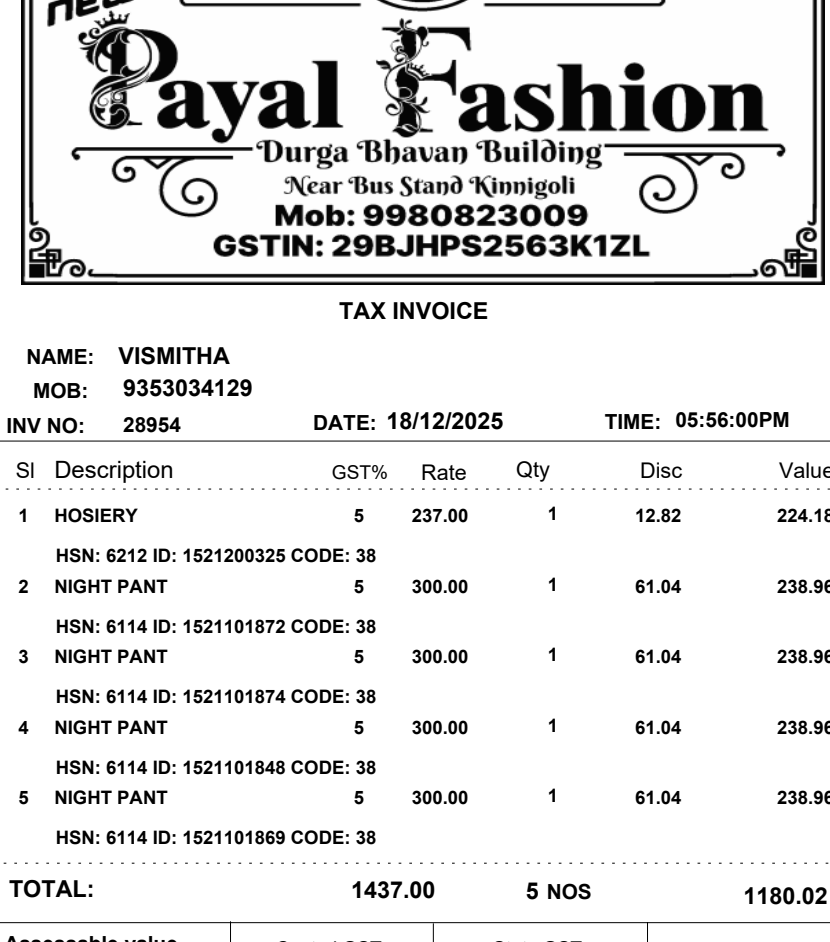 new
Payal Fashion
Durga Bhavan Building
Near Bus Stand Kinnigoli
Mob: 9980823009
GSTIN: 29BJHPS2563K1ZL
TAX INVOICE
NAME: VISMITHA
MOB: 9353034129
INV NO: 28954 DATE: 18/12/2025 TIME: 05:56:00PM
Sl Description GST% Rate Qty Disc Value
1 HOSIERY 5 237.00 1 12.82 224.18
HSN: 6212 ID: 1521200325 CODE: 38
2 NIGHT PANT 5 300.00 1 61.04 238.96
HSN: 6114 ID: 1521101872 CODE: 38
3 NIGHT PANT 5 300.00 1 61.04 238.96
HSN: 6114 ID: 1521101874 CODE: 38
4 NIGHT PANT 5 300.00 1 61.04 238.96
HSN: 6114 ID: 1521101848 CODE: 38
5 NIGHT PANT 5 300.00 1 61.04 238.96
HSN: 6114 ID: 1521101869 CODE: 38
TOTAL: 1437.00 5 NOS 1180.02